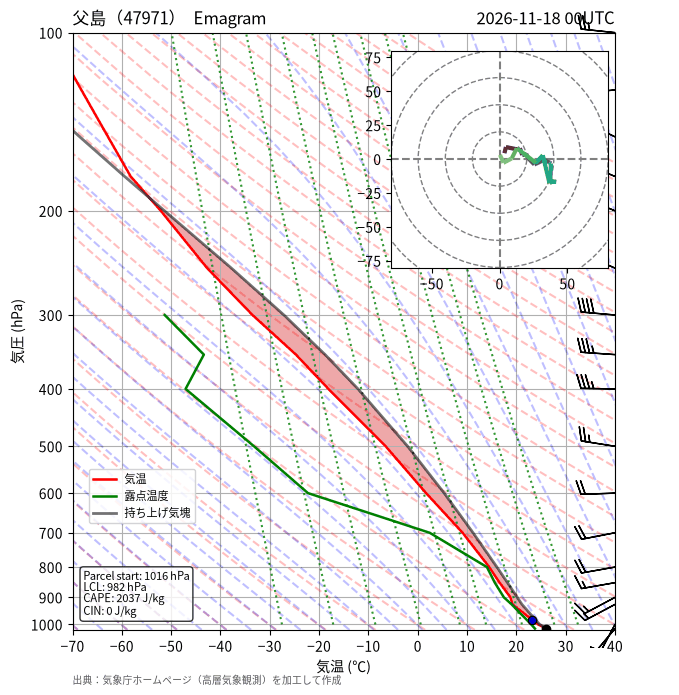 父島（47971） Emagram
2026-11-18 00UTC
100
200
300
400
500
600
700
800
900
1000
気圧 (hPa)
75
50
25
0
−25
−50
−75
−50
0
50
気温
露点温度
持ち上げ気塊
Parcel start: 1016 hPa
LCL: 982 hPa
CAPE: 2037 J/kg
CIN: 0 J/kg
−70
−60
−50
−40
−30
−20
−10
0
10
20
30
40
気温 (℃)
出典：気象庁ホームページ（高層気象観測）を加工して作成